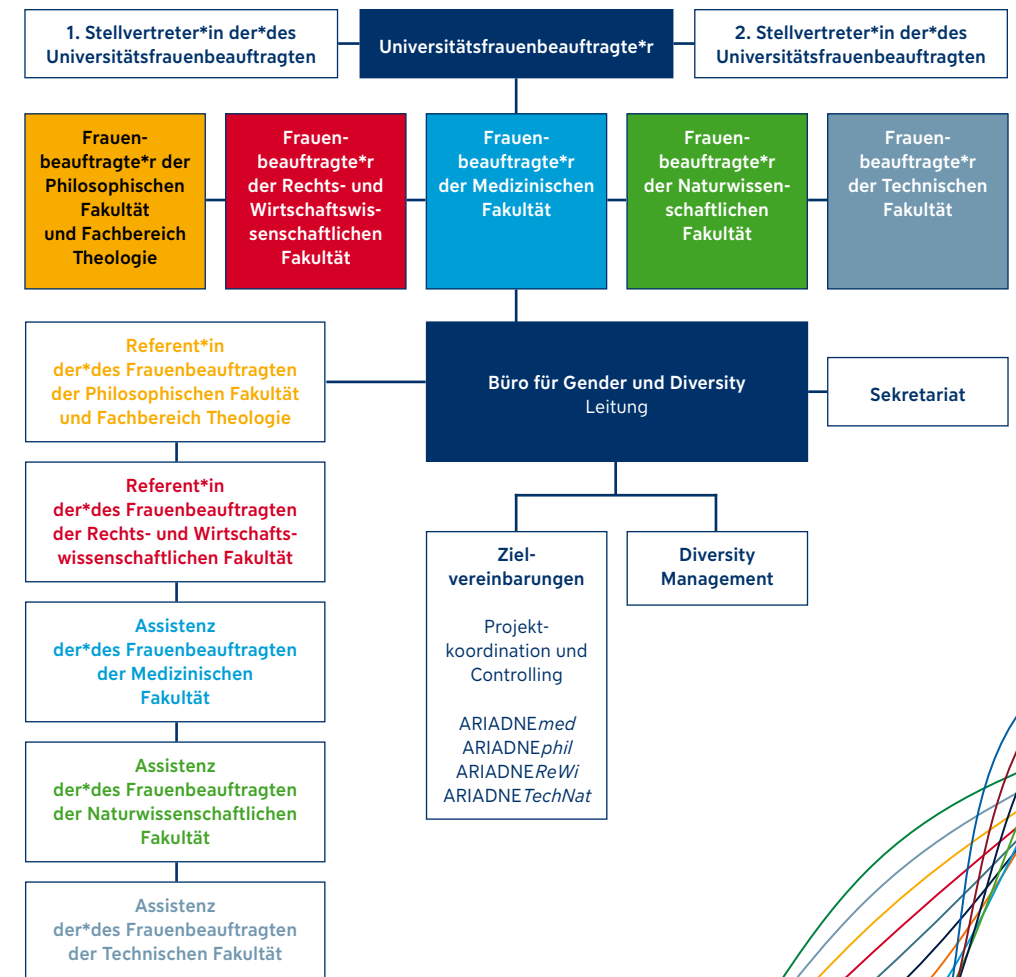 1. Stellvertreter*in der*des
Universitätsfrauenbeauftragten
Universitätsfrauenbeauftragte*r
2. Stellvertreter*in der*des
Universitätsfrauenbeauftragten
Frauen-
beauftragte*r der
Philosophischen
Fakultät
und Fachbereich
Theologie
Frauen-
beauftragte*r
der Rechts- und
Wirtschaftswis-
senschaftlichen
Fakultät
Frauen-
beauftragte*r
der Medizinischen
Fakultät
Frauen-
beauftragte*r
der Naturwissen-
schaftlichen
Fakultät
Frauen-
beauftragte*r
der Technischen
Fakultät
Referent*in
der*des Frauenbeauftragten
der Philosophischen Fakultät
und Fachbereich Theologie
Büro für Gender und Diversity
Leitung
Sekretariat
Referent*in
der*des Frauenbeauftragten
der Rechts- und Wirtschafts-
wissenschaftlichen Fakultät
Assistenz
der*des Frauenbeauftragten
der Medizinischen
Fakultät
Assistenz
der*des Frauenbeauftragten
der Naturwissenschaftlichen
Fakultät
Assistenz
der*des Frauenbeauftragten
der Technischen Fakultät
Ziel-
vereinbarungen
Projekt-
koordination und
Controlling
ARIADNEmed
ARIADNEphil
ARIADNEReWi
ARIADNETechNat
Diversity
Management